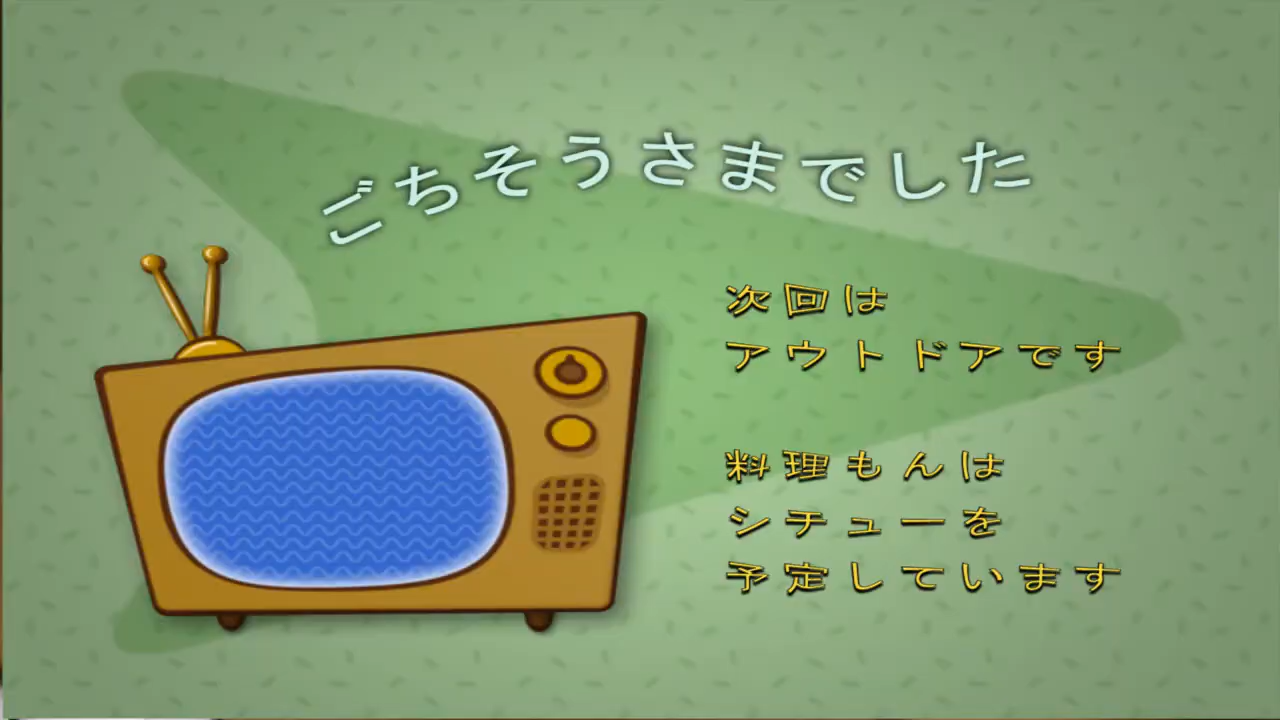 ごちそうさまでした
次回は
アウトドアです
料理もんは
シチューを
予定しています